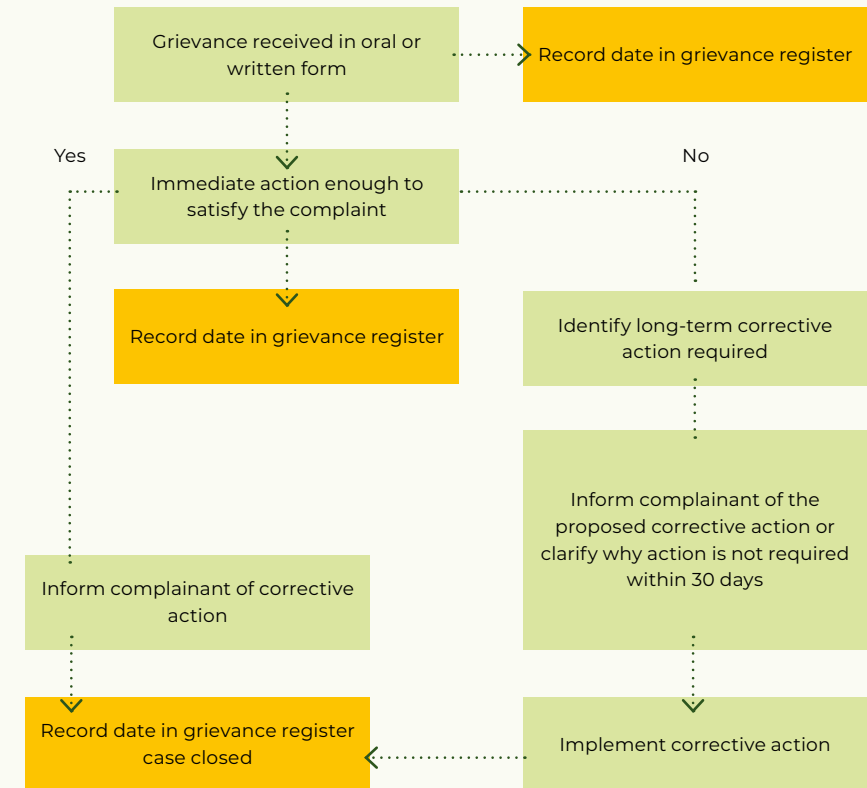 Grievance received in oral or
written form
Record date in grievance register
Yes
No
Immediate action enough to
satisfy the complaint
Record date in grievance register
Identify long-term corrective
action required
Inform complainant of the
proposed corrective action or
clarify why action is not required
within 30 days
Inform complainant of corrective
action
Record date in grievance register
case closed
Implement corrective action